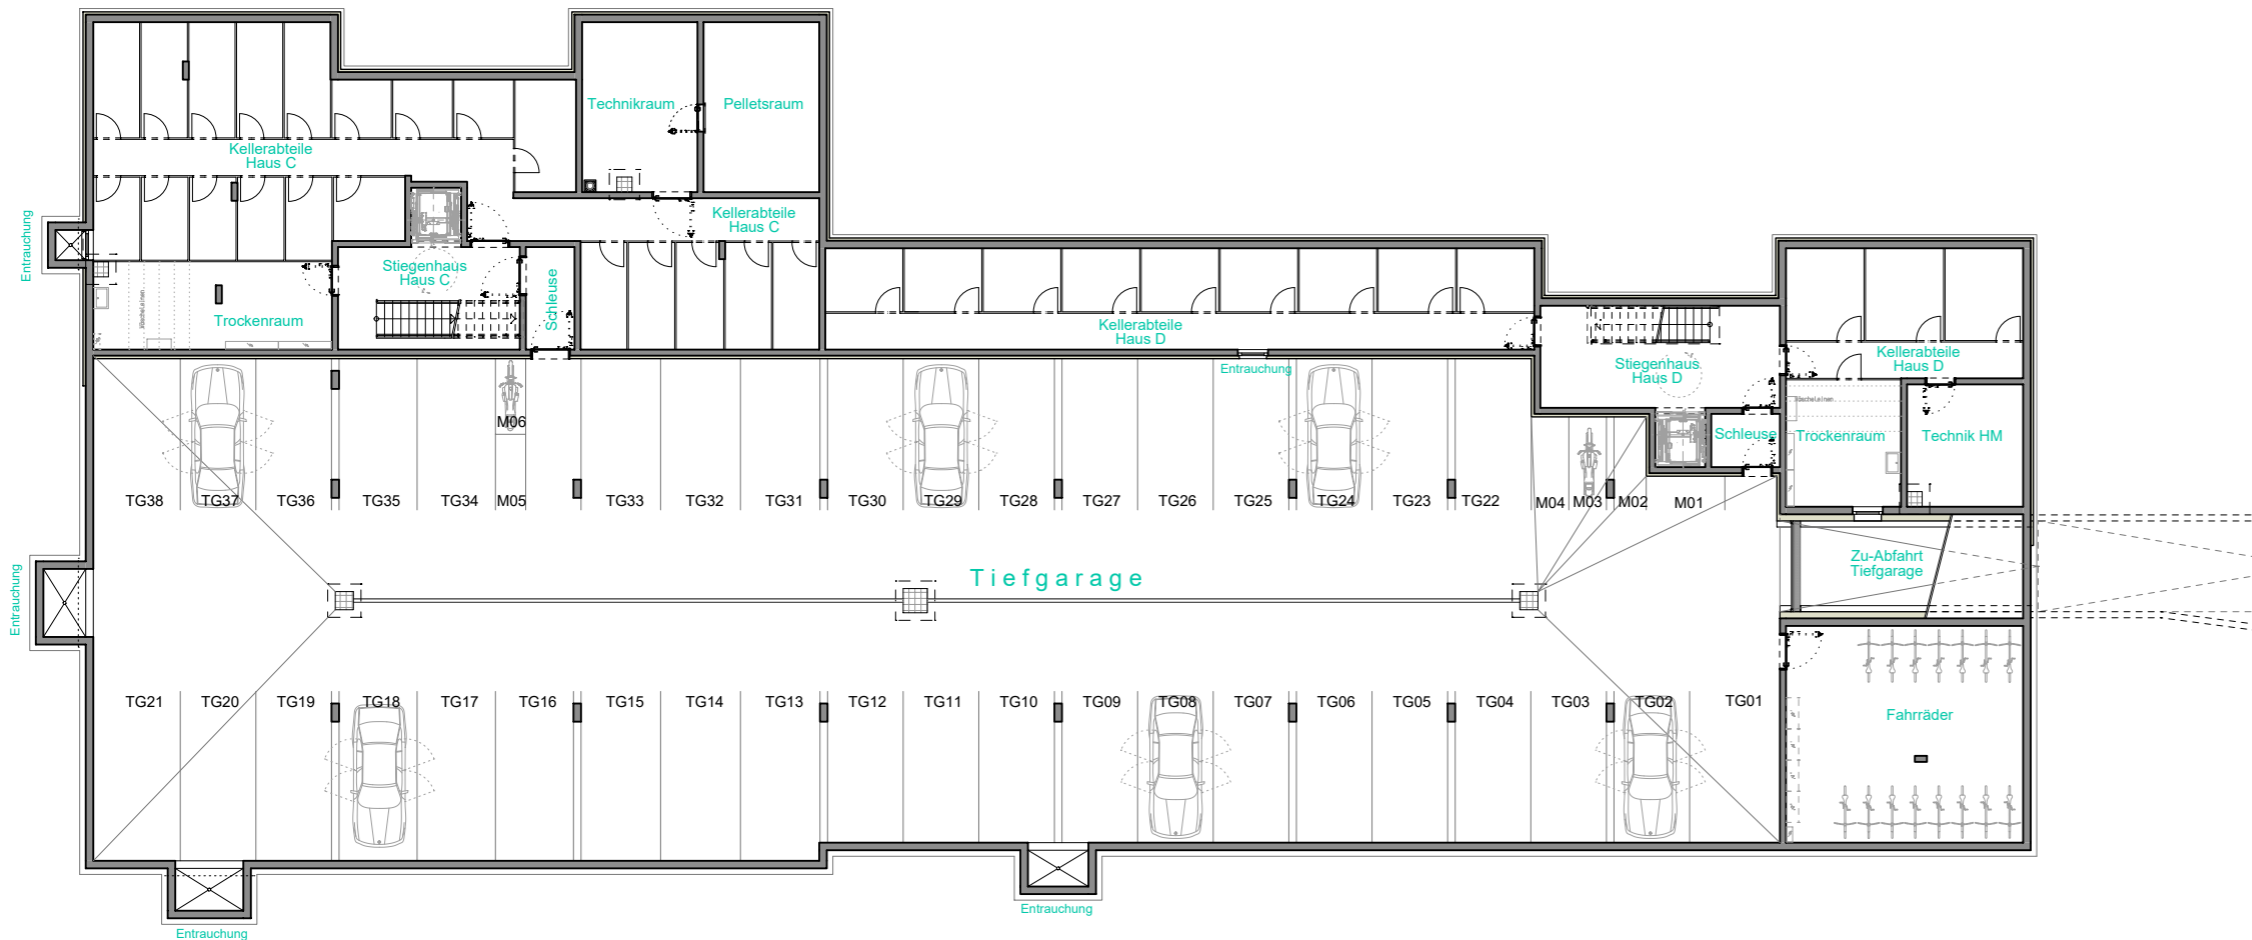 Technikraum
Pelletsraum
Kellerabteile
Haus C
Kellerabteile
Haus C
Entrauchung
Stiegenhaus
Haus C
Schleuse
Wäscheleinen
Trockenraum
Kellerabteile
Haus D
Entrauchung
Stiegenhaus
Haus D
Kellerabteile
Haus D
Wäscheleinen
Schleuse
Trockenraum
Technik HM
M06
TG38 TG37 TG36 TG35 TG34 M05 TG33 TG32 TG31 TG30 TG29 TG28 TG27 TG26 TG25 TG24 TG23 TG22 M04 M03 M02 M01
Zu-Abfahrt
Tiefgarage
Tiefgarage
Entrauchung
TG21 TG20 TG19 TG18 TG17 TG16 TG15 TG14 TG13 TG12 TG11 TG10 TG09 TG08 TG07 TG06 TG05 TG04 TG03 TG02 TG01
Fahrräder
Entrauchung
Entrauchung